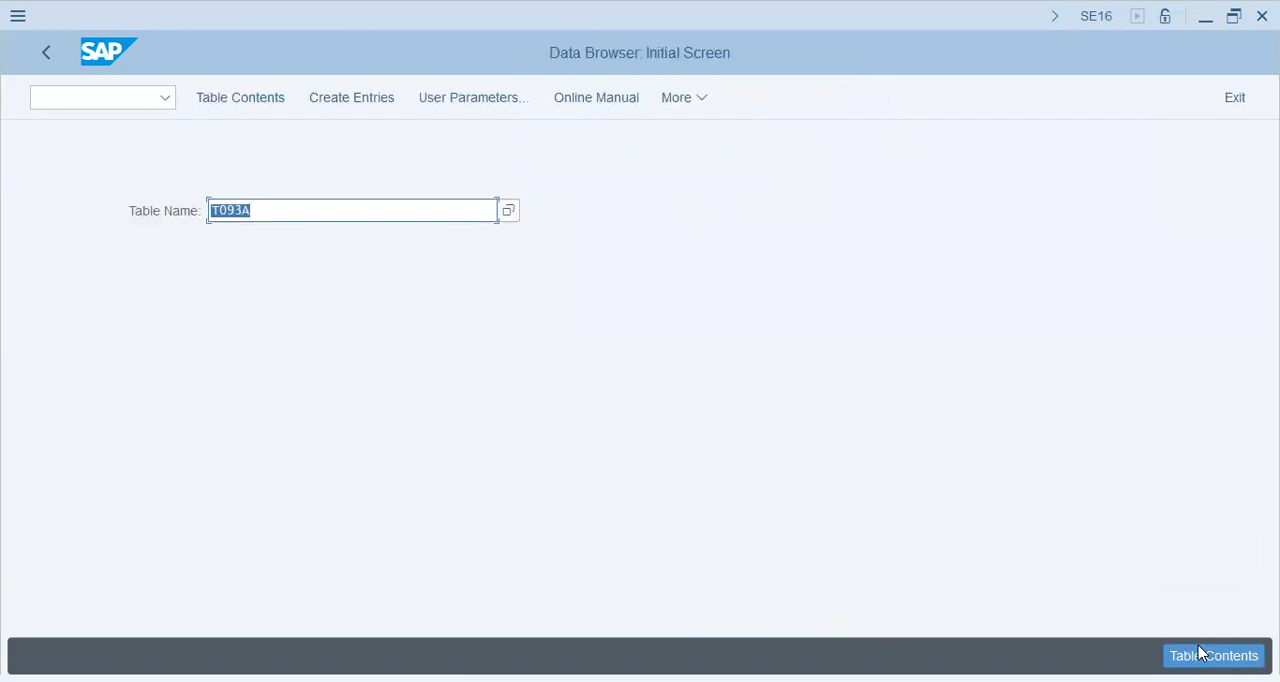 SE16
SAP
Data Browser: Initial Screen
Table Contents
Create Entries
User Parameters...
Online Manual
More
Exit
Table Name:
T093A
Table Contents